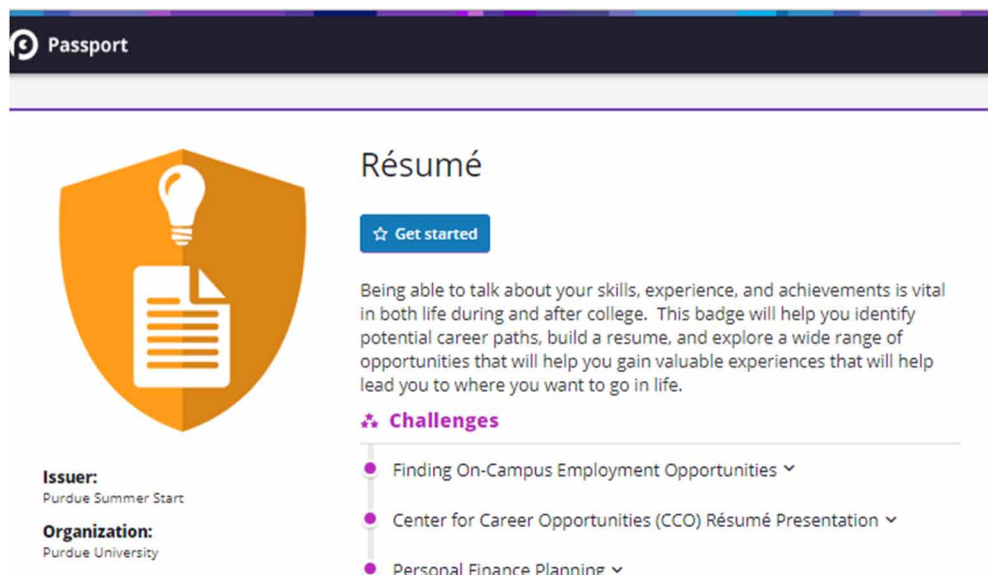 Passport
Résumé
Get started
Being able to talk about your skills, experience, and achievements is vital
in both life during and after college.  This badge will help you identify
potential career paths, build a resume, and explore a wide range of
opportunities that will help you gain valuable experiences that will help
lead you to where you want to go in life.
Challenges
Finding On-Campus Employment Opportunities
Center for Career Opportunities (CCO) Résumé Presentation
Personal Finance Planning
Issuer:
Purdue Summer Start
Organization:
Purdue University